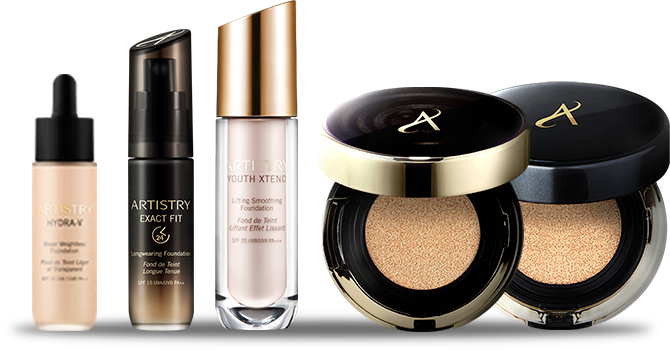 ARTISTRY
HYDRA-V
Sheer Weightless
Foundation
Fond de Teint Léger
et Transparent
ARTISTRY
EXACT FIT
24
Longwearing Foundation
Fond de Teint
Longue Tenue
SPF 15 UVA/UVB PA++
ARTISTRY
YOUTH XTEND
Lifting Smoothing
Foundation
Fond de Teint
Liftant Effet Lissant
A
A